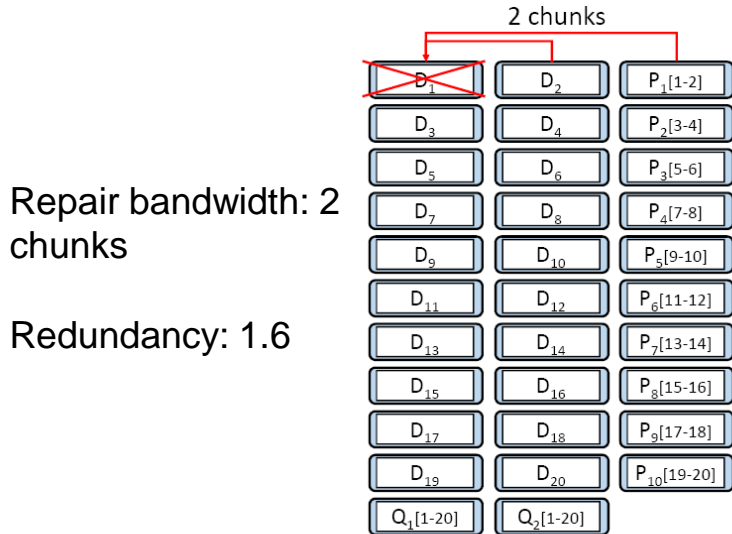 2 chunks
D₁ D₂ P₁[1-2]
D₃ D₄ P₂[3-4]
D₅ D₆ P₃[5-6]
Repair bandwidth: 2
chunks
D₇ D₈ P₄[7-8]
D₉ D₁₀ P₅[9-10]
D₁₁ D₁₂ P₆[11-12]
Redundancy: 1.6
D₁₃ D₁₄ P₇[13-14]
D₁₅ D₁₆ P₈[15-16]
D₁₇ D₁₈ P₉[17-18]
D₁₉ D₂₀ P₁₀[19-20]
Q₁[1-20] Q₂[1-20]